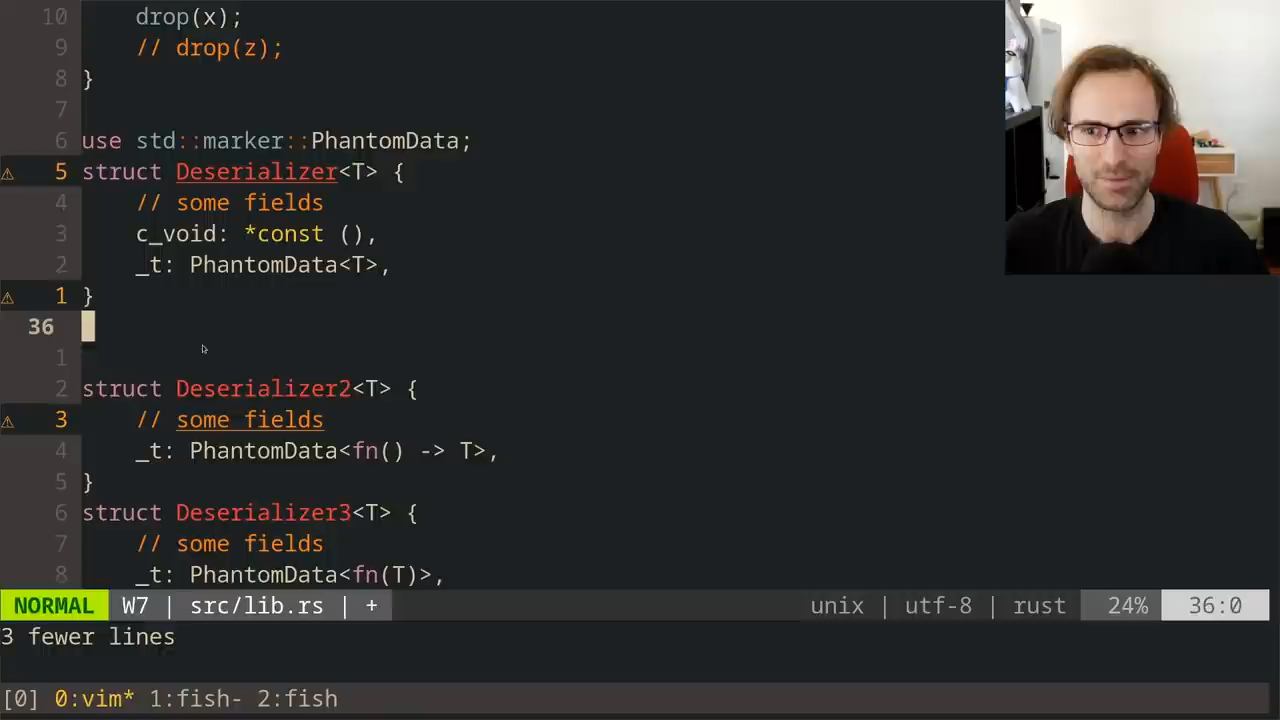 10 drop(x);
9 // drop(z);
8 }
7
6 use std::marker::PhantomData;
⚠ 5 struct Deserializer<T> {
4 // some fields
3 c_void: *const (),
2 _t: PhantomData<T>,
⚠ 1 }
36
1
2 struct Deserializer2<T> {
⚠ 3 // some fields
4 _t: PhantomData<fn() -> T>,
5 }
6 struct Deserializer3<T> {
7 // some fields
8 _t: PhantomData<fn(T)>,
NORMAL W7 | src/lib.rs | + unix | utf-8 | rust 24% 36:0
3 fewer lines
[0] 0:vim* 1:fish- 2:fish